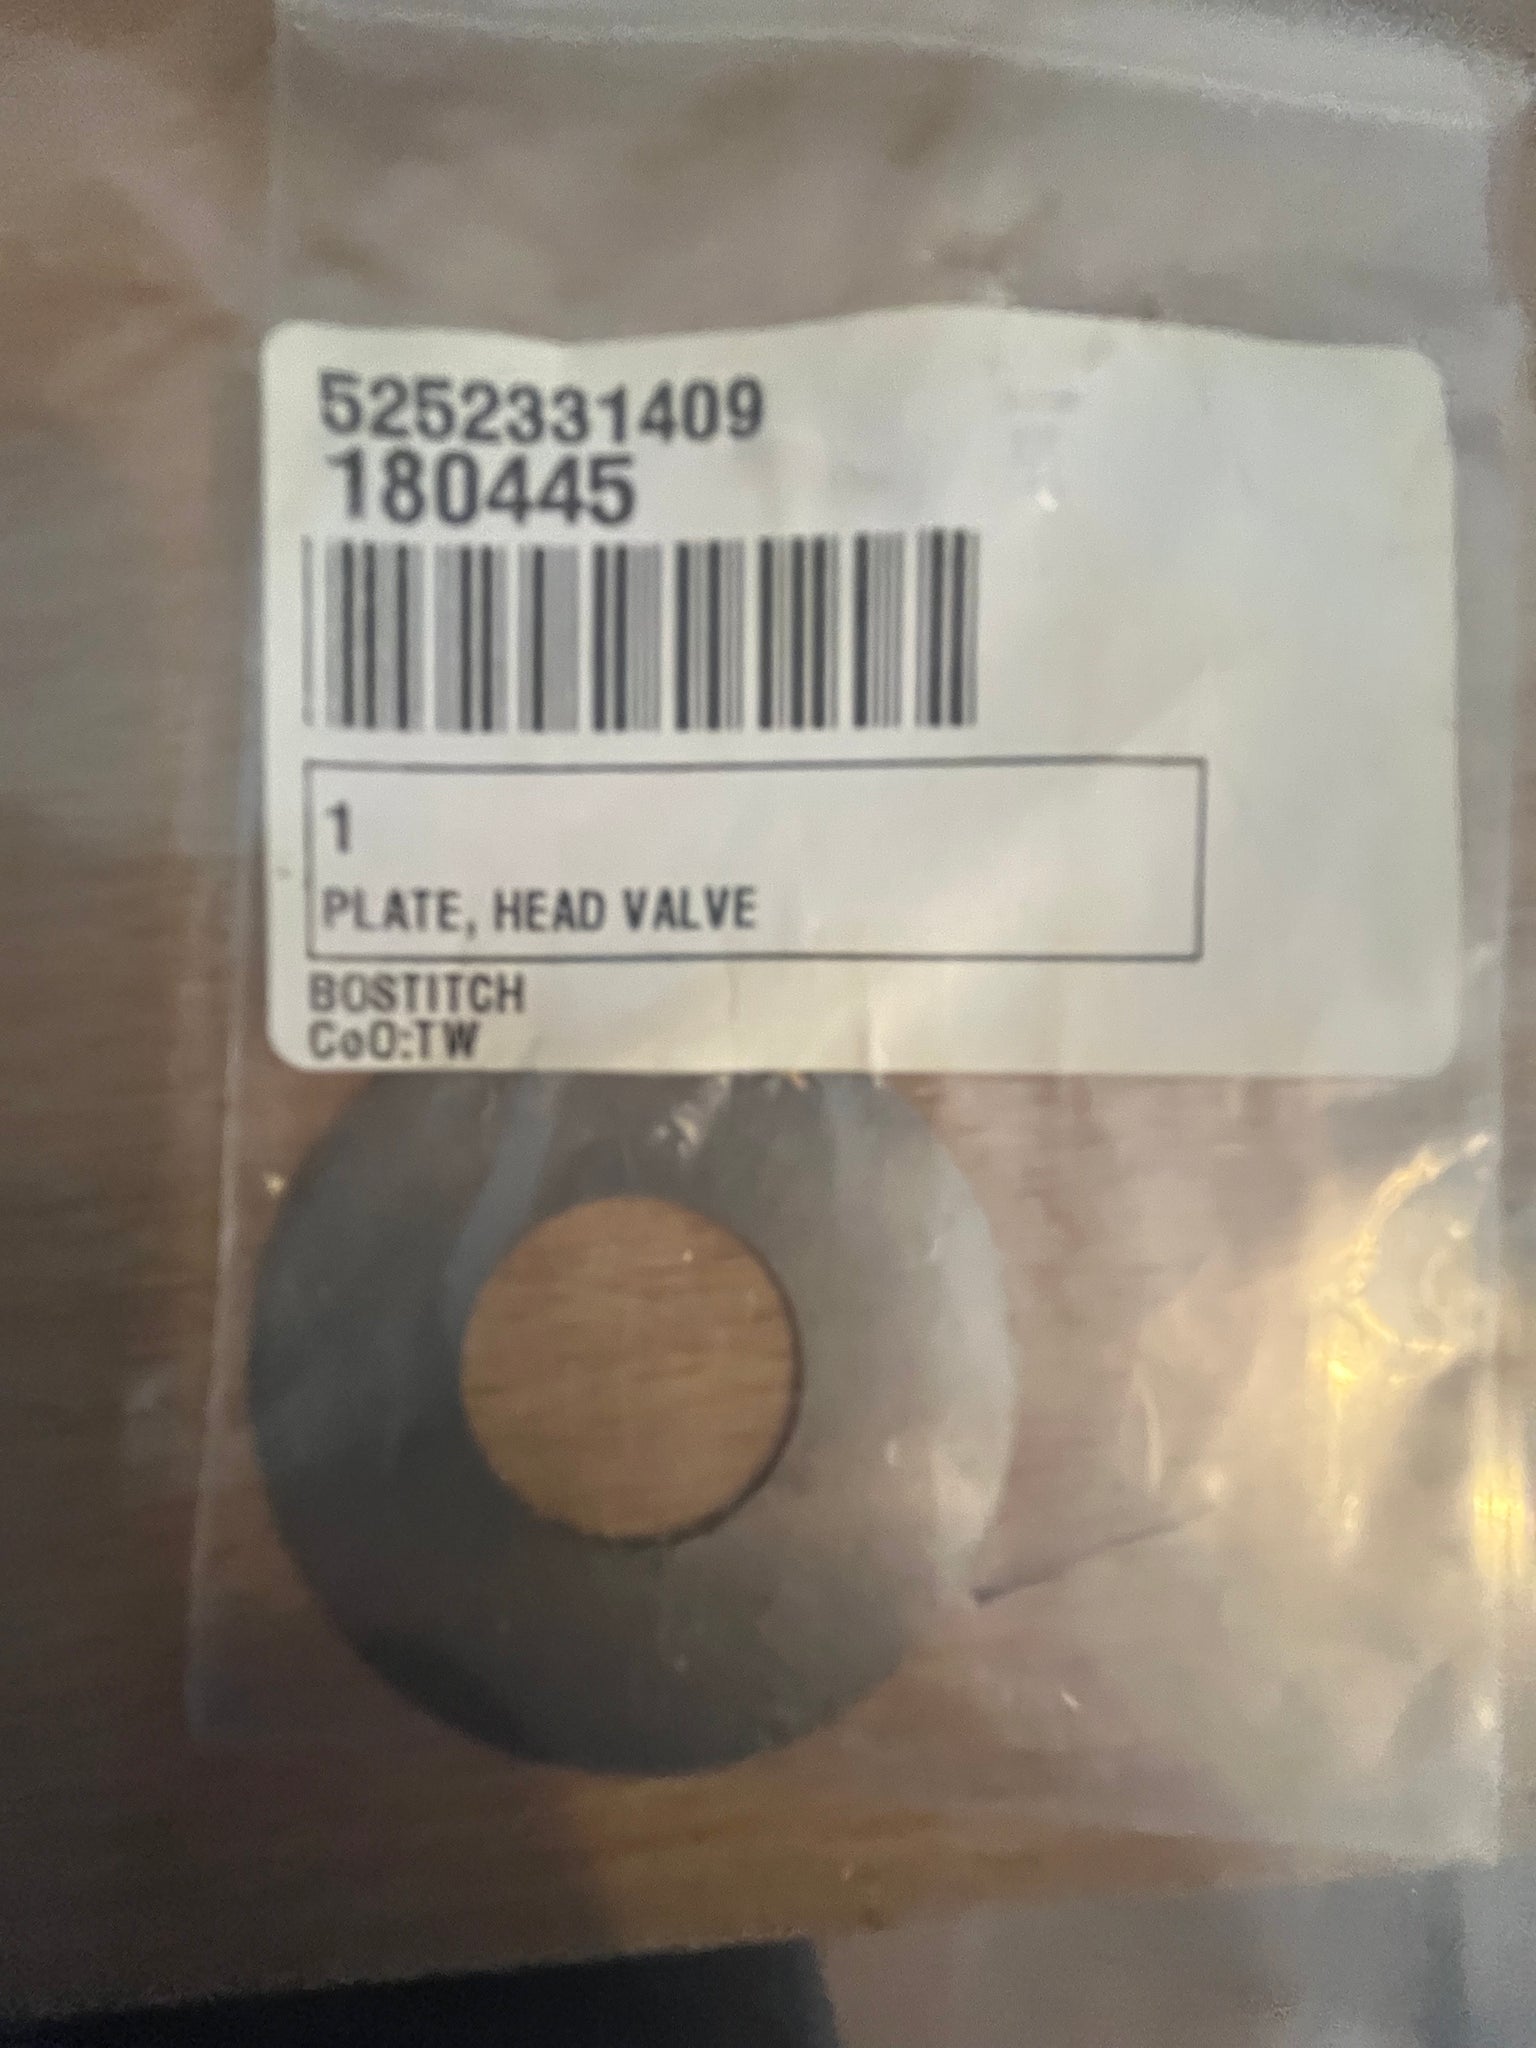 5252331409
180445
1
PLATE, HEAD VALVE
BOSTITCH
CoO:TW